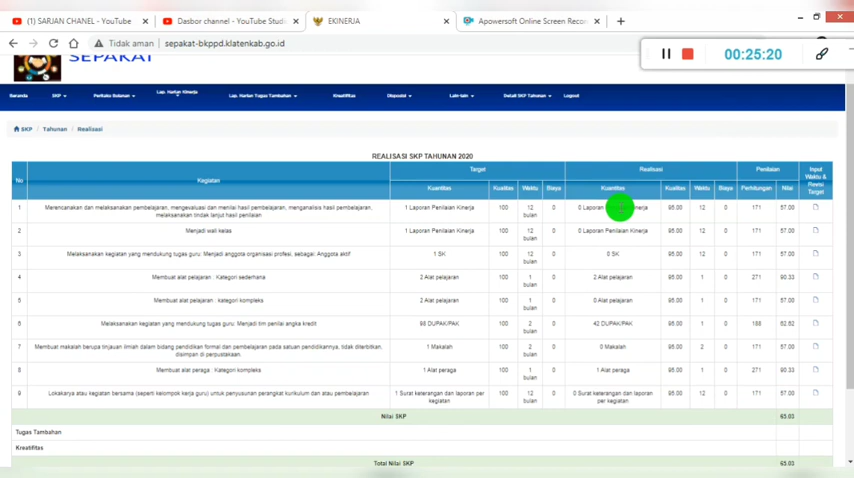 (1) SARJAN CHANNEL - YouTube
Dasbor channel - YouTube Studio
EKINERJA
Apowersoft Online Screen Recor
Tidak aman | sepakat-bkppd.klatenkab.go.id
00:25:20
SEPAKAT
Beranda SKP Perilaku Bulanan Lap. Harian Kinerja Lap. Harian Tugas Tambahan Kreatifitas Disposisi Lain-lain Detail SKP Tahunan Logout
SKP / Tahunan / Realisasi
REALISASI SKP TAHUNAN 2020
No Kegiatan Target Realisasi Penilaian Input Waktu & Revisi Target
Kuantitas Kualitas Waktu Biaya Kuantitas Kualitas Waktu Biaya Perhitungan Nilai
1 Merencanakan dan melaksanakan pembelajaran, mengevaluasi dan menilai hasil pembelajaran, menganalisis hasil pembelajaran, melaksanakan tindak lanjut hasil penilaian 1 Laporan Penilaian Kinerja 100 12 bulan 0 0 Laporan Kinerja 95.00 12 0 171 57.00
2 Menjadi wali kelas 1 Laporan Penilaian Kinerja 100 12 bulan 0 0 Laporan Penilaian Kinerja 95.00 12 0 171 57.00
3 Melaksanakan kegiatan yang mendukung tugas guru: Menjadi anggota organisasi profesi, sebagai: Anggota aktif 1 SK 100 12 bulan 0 0 SK 95.00 12 0 171 57.00
4 Membuat alat pelajaran : Kategori sederhana 2 Alat pelajaran 100 1 bulan 0 2 Alat pelajaran 95.00 1 0 271 90.33
5 Membuat alat pelajaran : kategori kompleks 2 Alat pelajaran 100 1 bulan 0 0 Alat pelajaran 95.00 1 0 171 57.00
6 Melaksanakan kegiatan yang mendukung tugas guru: Menjadi tim penilai angka kredit 98 DUPAK/PAK 100 2 bulan 0 42 DUPAK/PAK 95.00 1 0 188 62.62
7 Membuat makalah berupa tinjauan ilmiah dalam bidang pendidikan formal dan pembelajaran pada satuan pendidikannya, tidak diterbitkan, disimpan di perpustakaan. 1 Makalah 100 2 bulan 0 0 Makalah 95.00 2 0 171 57.00
8 Membuat alat peraga : Kategori kompleks 1 Alat peraga 100 1 bulan 0 1 Alat peraga 95.00 1 0 271 90.33
9 Lokakarya atau kegiatan bersama (seperti kelompok kerja guru) untuk penyusunan perangkat kurikulum dan atau pembelajaran 1 Surat keterangan dan laporan per kegiatan 100 12 bulan 0 0 Surat keterangan dan laporan per kegiatan 95.00 12 0 171 57.00
Nilai SKP 65.03
Tugas Tambahan
Kreatifitas
Total Nilai SKP 65.03